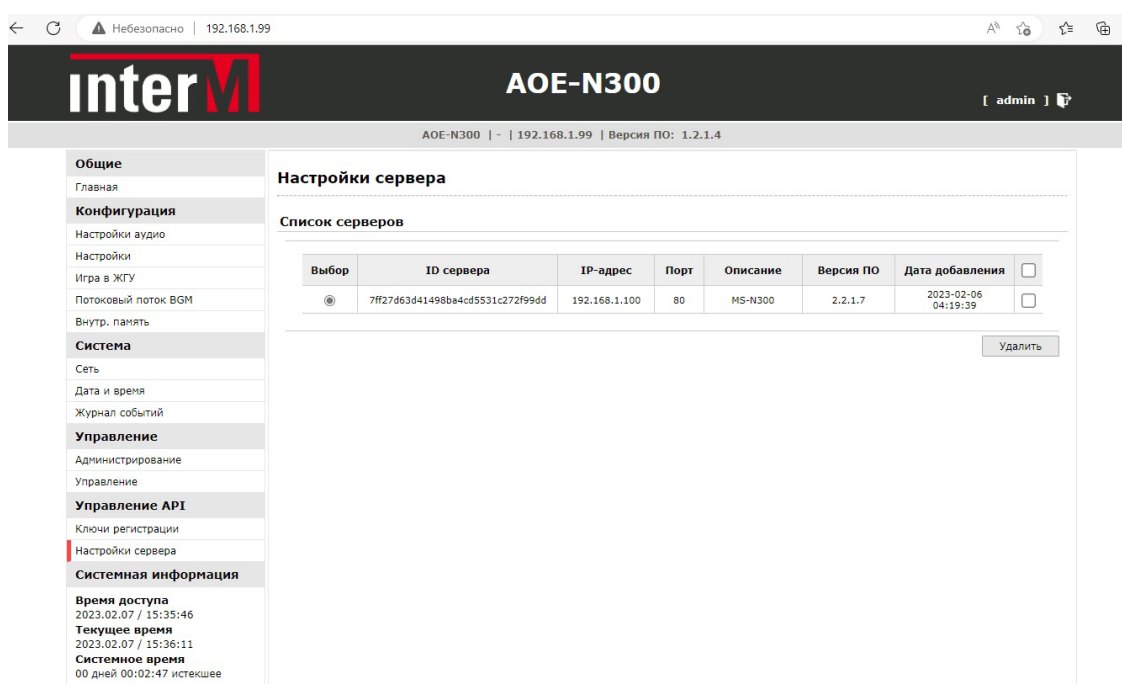 Небезопасно | 192.168.1.99
inter M
AOE-N300
[ admin ]
AOE-N300 | - | 192.168.1.99 | Версия ПО: 1.2.1.4
Общие
Главная
Конфигурация
Настройки аудио
Настройки
Игра в ЖГУ
Потоковый поток BGM
Внутр. память
Система
Сеть
Дата и время
Журнал событий
Управление
Администрирование
Управление
Управление API
Ключи регистрации
Настройки сервера
Системная информация
Время доступа
2023.02.07 / 15:35:46
Текущее время
2023.02.07 / 15:36:11
Системное время
00 дней 00:02:47 истекшее
Настройки сервера
Список серверов
Выбор ID сервера IP-адрес Порт Описание Версия ПО Дата добавления
7ff27d63d41498ba4cd5531c272f99dd 192.168.1.100 80 MS-N300 2.2.1.7 2023-02-06
04:19:39
Удалить